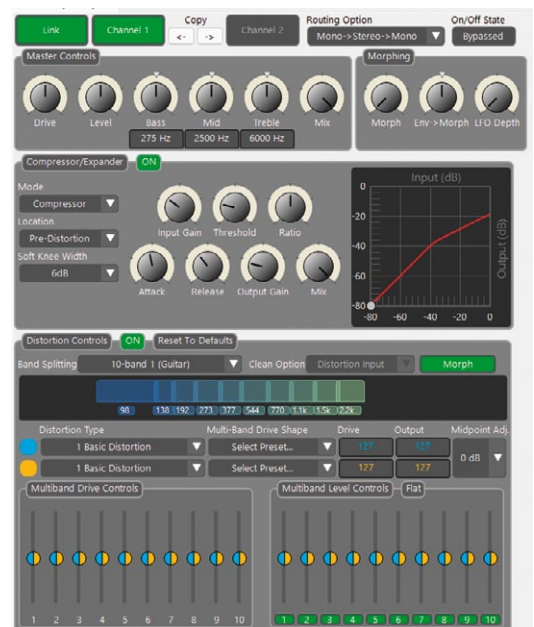 Link Channel 1 Copy <- -> Channel 2 Routing Option Mono->Stereo->Mono On/Off State Bypassed
Master Controls Morphing
Drive Level Bass Mid Treble Mix Morph Env->Morph LFO Depth
275 Hz 2500 Hz 6000 Hz
Compressor/Expander ON
Mode
Compressor
Location
Pre-Distortion
Soft Knee Width
6dB
Input Gain Threshold Ratio
Attack Release Output Gain Mix
Input (dB)
Output (dB)
0
-20
-40
-60
-80
-80 -60 -40 -20 0
Distortion Controls ON Reset To Defaults
Band Splitting 10-band 1 (Guitar) Clean Option Distortion Input Morph
98 138 192 273 377 544 770 1.1k 1.5k 2.2k
Distortion Type Multi-Band Drive Shape Drive Output Midpoint Adj.
1 Basic Distortion Select Preset... 127 127 0 dB
1 Basic Distortion Select Preset... 127 127
Multiband Drive Controls Multiband Level Controls Flat
1 2 3 4 5 6 7 8 9 10 1 2 3 4 5 6 7 8 9 10